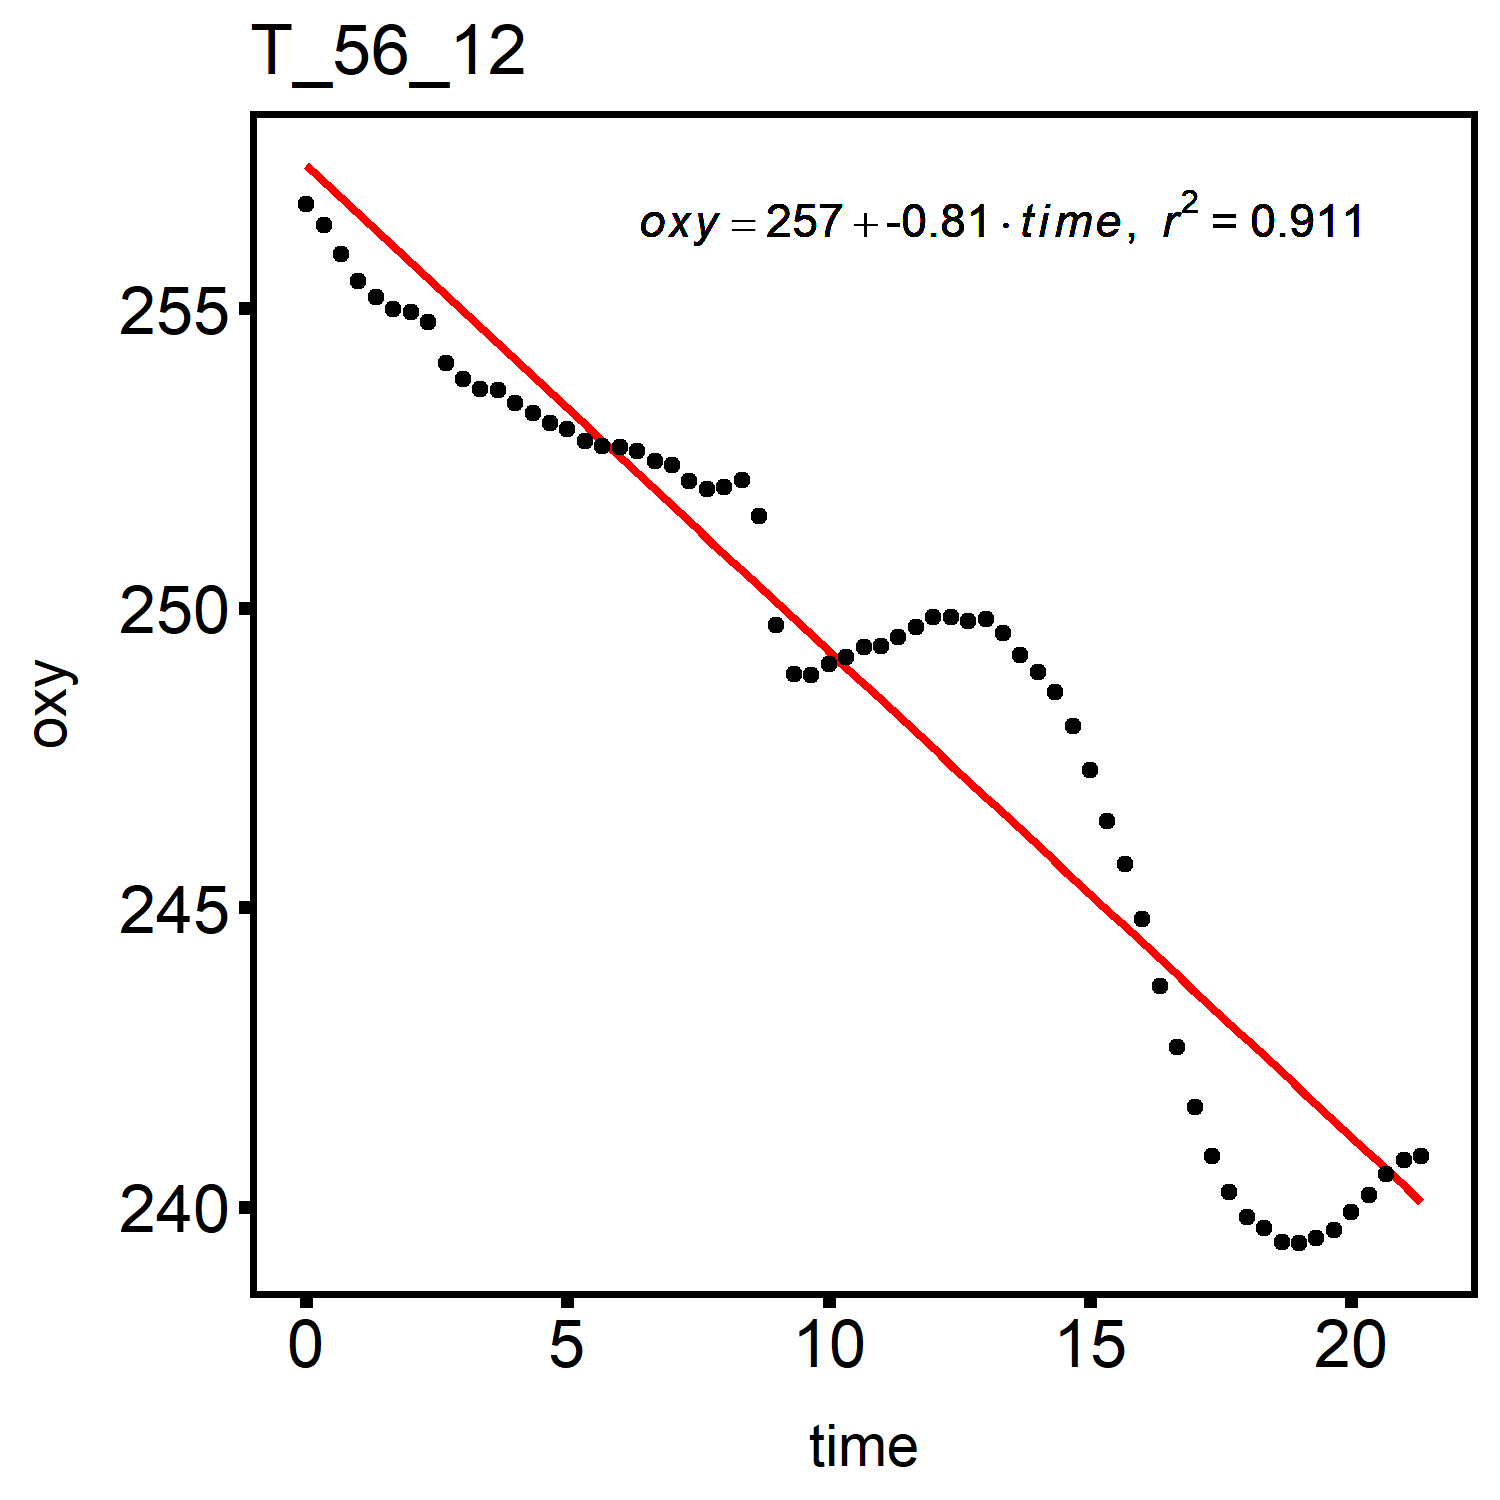 T_56_12
oxy = 257 + -0.81 · time, r² = 0.911
255
250
245
240
oxy
0 5 10 15 20
time